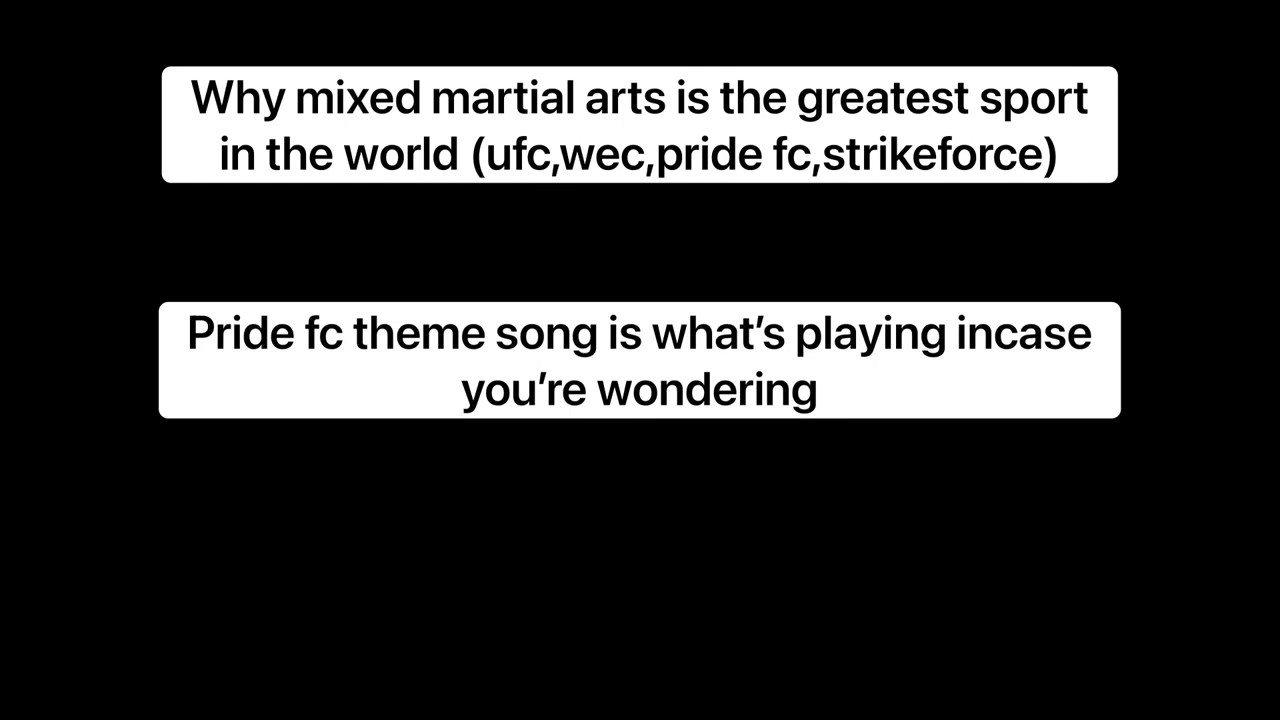 Why mixed martial arts is the greatest sport
in the world (ufc,wec,pride fc,strikeforce)
Pride fc theme song is what’s playing incase
you’re wondering